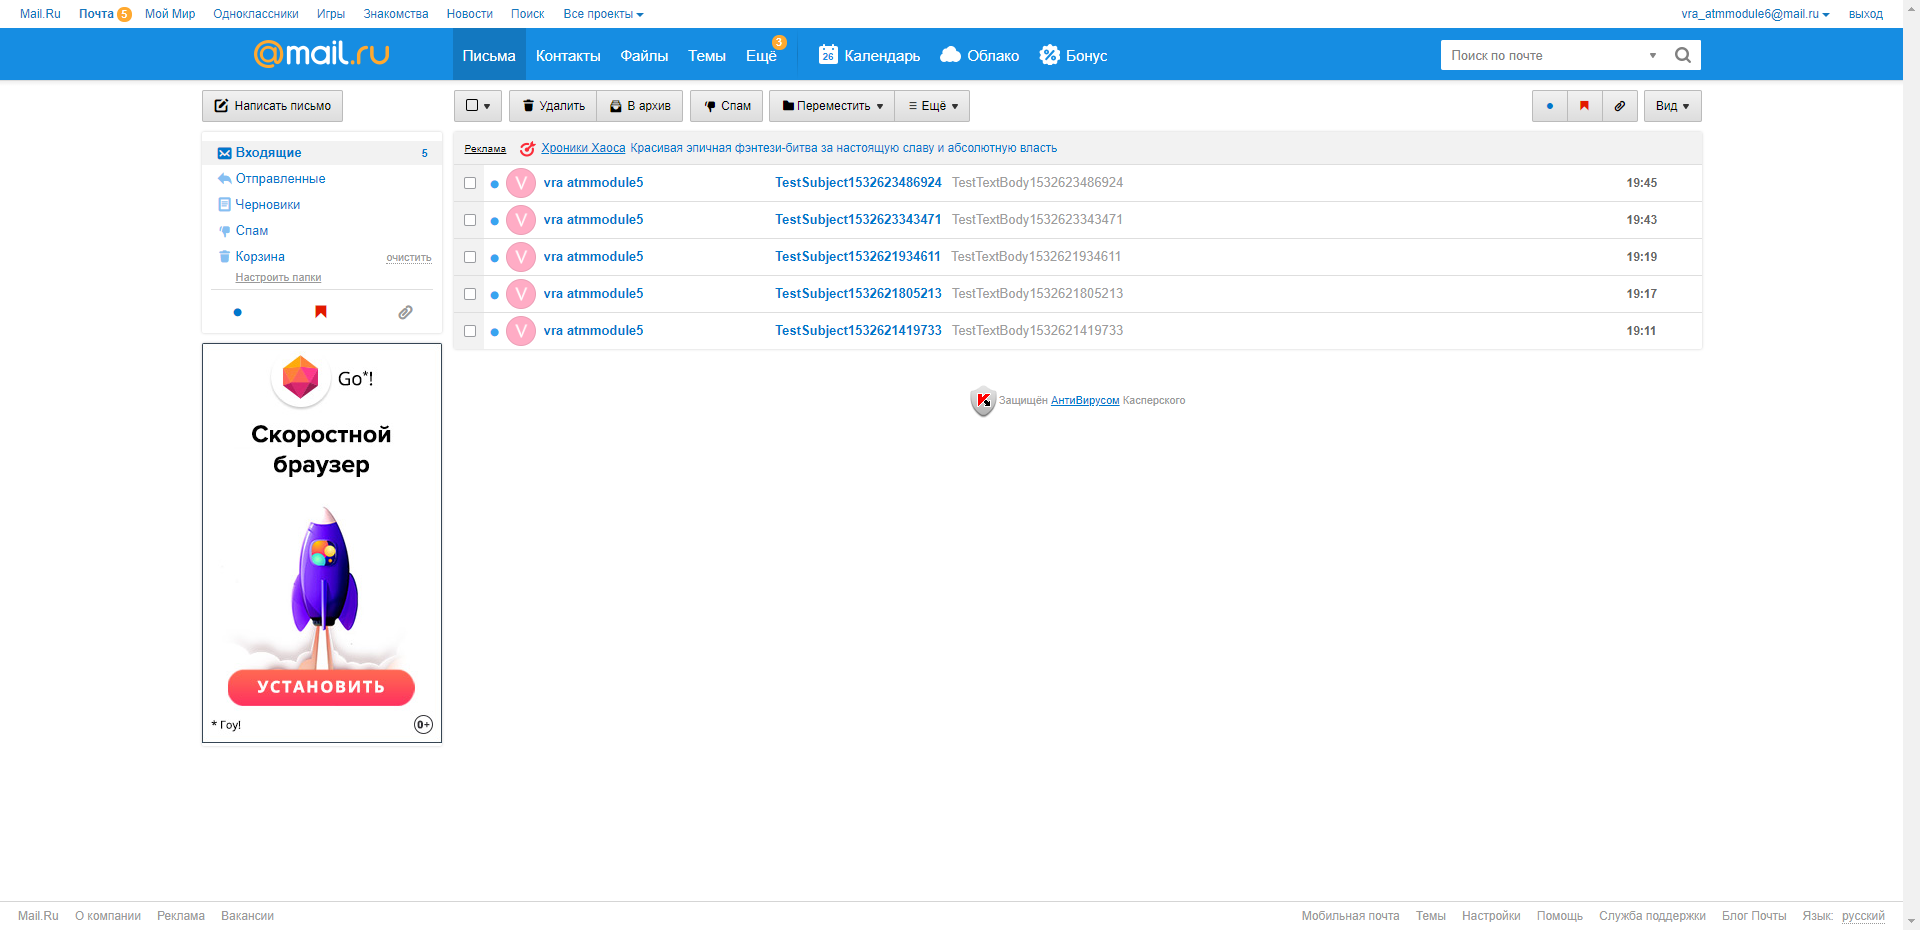 Mail.Ru Почта 5 Мой Мир Одноклассники Игры Знакомства Новости Поиск Все проекты vra_atmmodule6@mail.ru выход
@mail.ru Письма Контакты Файлы Темы Ещё 3 26 Календарь Облако Бонус Поиск по почте
Написать письмо Удалить В архив Спам Переместить Ещё Вид
Входящие 5
Отправленные
Черновики
Спам
Корзина очистить
Настроить папки
Go*!
Скоростной
браузер
УСТАНОВИТЬ
* Гоу! 0+
Реклама Хроники Хаоса Красивая эпичная фэнтези-битва за настоящую славу и абсолютную власть
V vra atmmodule5 TestSubject1532623486924 TestTextBody1532623486924 19:45
V vra atmmodule5 TestSubject1532623343471 TestTextBody1532623343471 19:43
V vra atmmodule5 TestSubject1532621934611 TestTextBody1532621934611 19:19
V vra atmmodule5 TestSubject1532621805213 TestTextBody1532621805213 19:17
V vra atmmodule5 TestSubject1532621419733 TestTextBody1532621419733 19:11
Защищён АнтиВирусом Касперского
Mail.Ru О компании Реклама Вакансии Мобильная почта Темы Настройки Помощь Служба поддержки Блог Почты Язык: русский